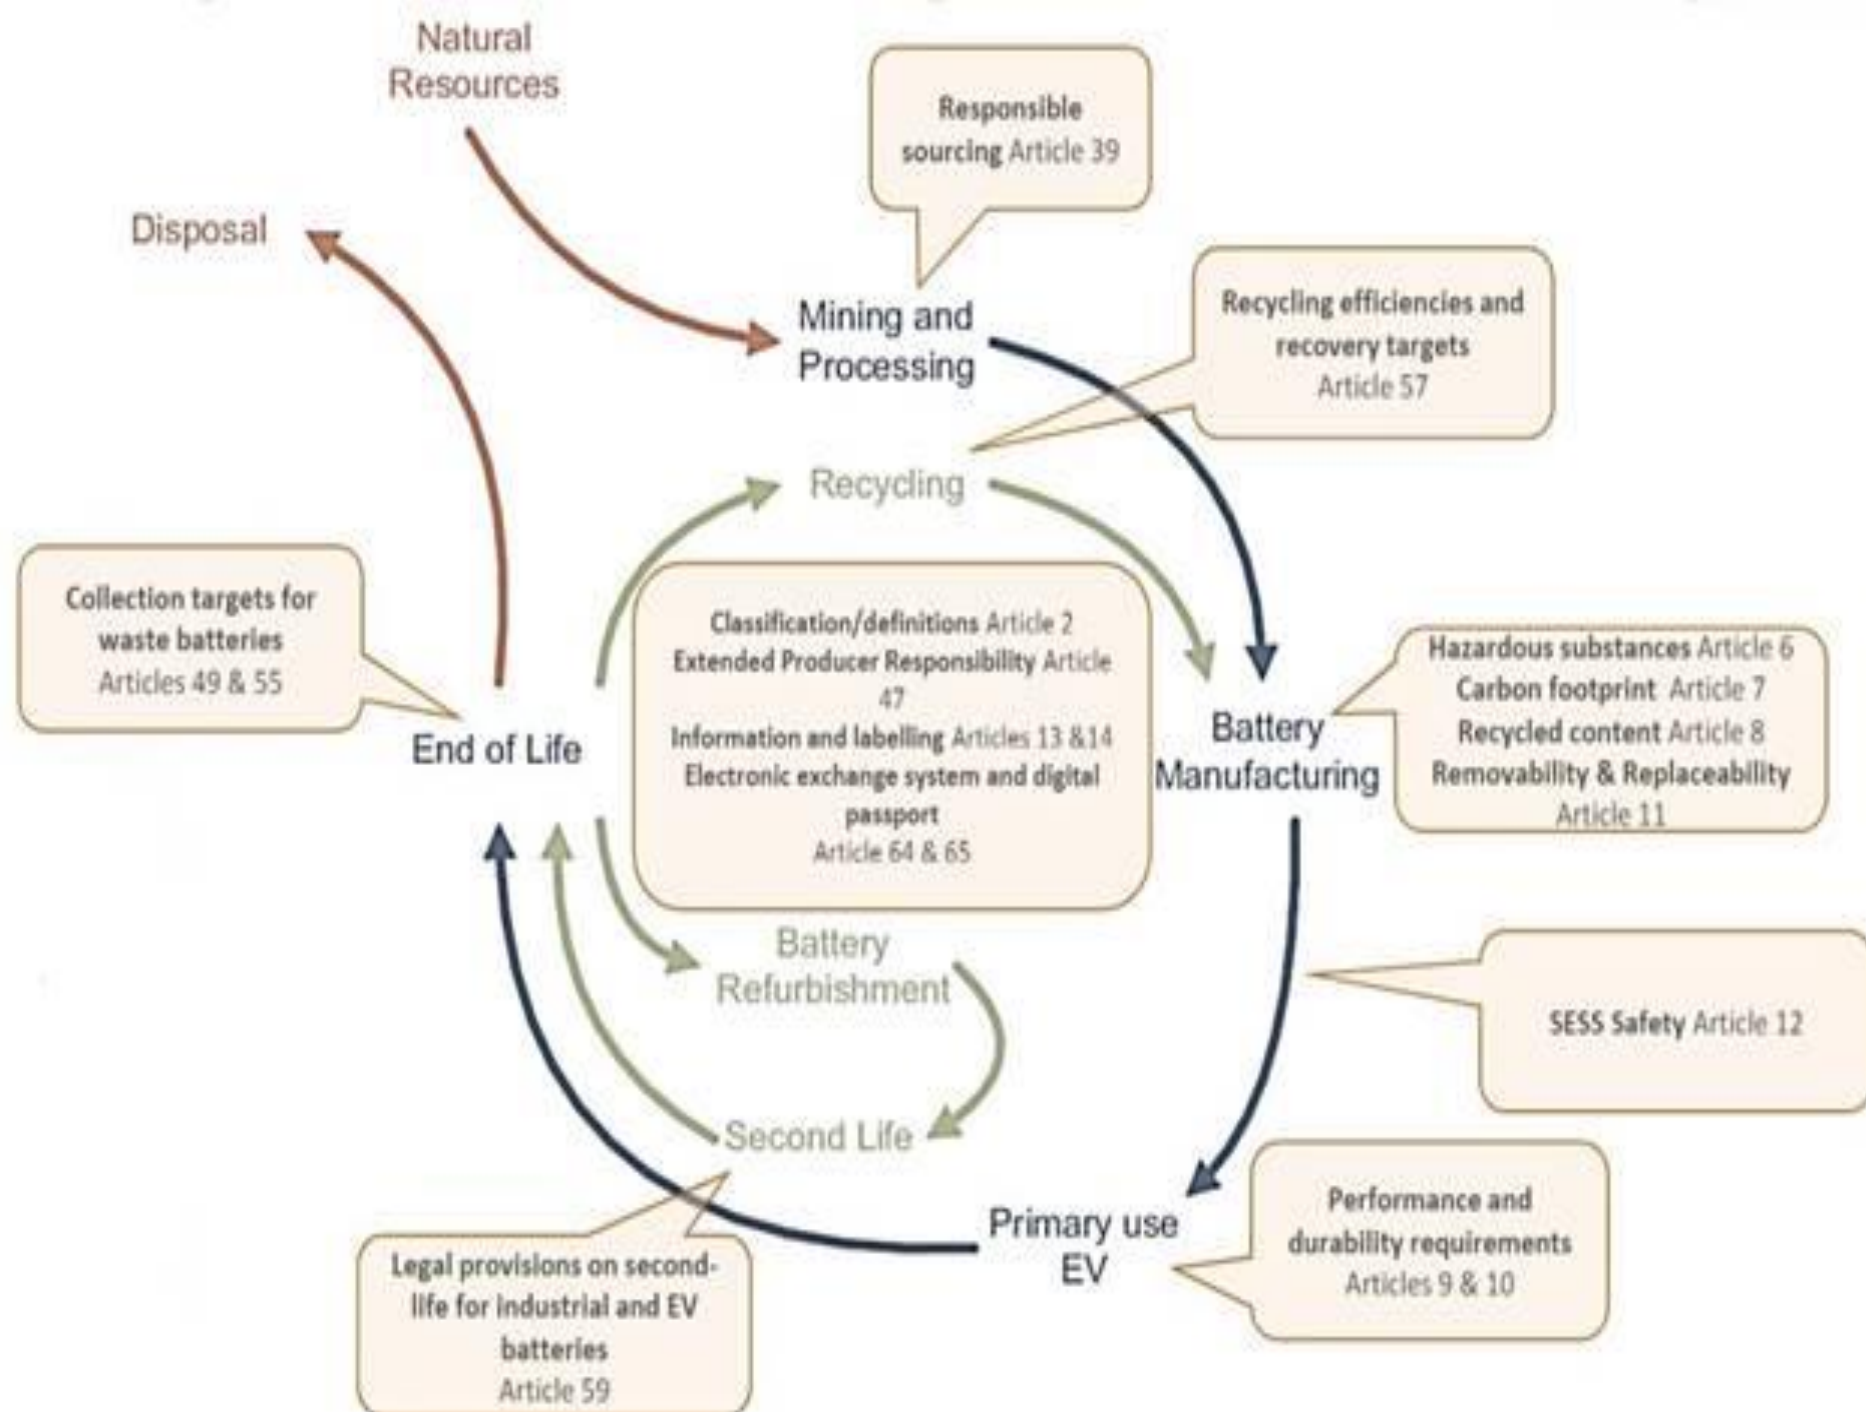 Natural
Resources
Responsible
sourcing Article 39
Disposal
Mining and
Processing
Recycling efficiencies and
recovery targets
Article 57
Recycling
Collection targets for
waste batteries
Articles 49 & 55
Classification/definitions Article 2
Extended Producer Responsibility Article
47
Information and labelling Articles 13 &14
Electronic exchange system and digital
passport
Article 64 & 65
End of Life
Battery
Manufacturing
Hazardous substances Article 6
Carbon footprint Article 7
Recycled content Article 8
Removability & Replaceability
Article 11
Battery
Refurbishment
SESS Safety Article 12
Second Life
Primary use
EV
Performance and
durability requirements
Articles 9 & 10
Legal provisions on second-
life for industrial and EV
batteries
Article 59